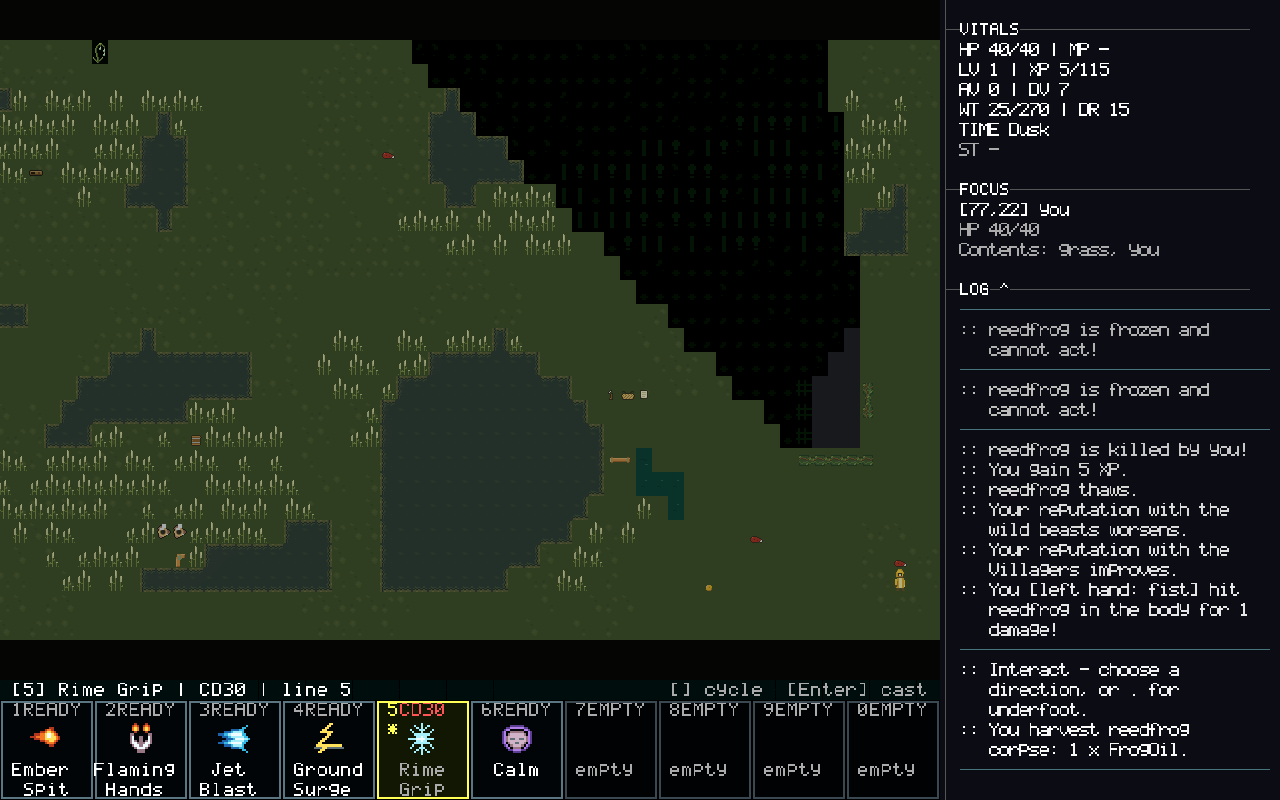 VITALS
HP 40/40 | MP -
LV 1 | XP 5/115
AV 0 | DV 7
WT 25/270 | DR 15
TIME Dusk
ST -
FOCUS
[77,22] You
HP 40/40
Contents: grass, You
LOG ^
:: reedfrog is frozen and
cannot act!
:: reedfrog is frozen and
cannot act!
:: reedfrog is killed by you!
:: You gain 5 XP.
:: reedfrog thaws.
:: Your reputation with the
wild beasts worsens.
:: Your reputation with the
Villagers improves.
:: You [left hand: fist] hit
reedfrog in the body for 1
damage!
:: Interact - choose a
direction, or . for
underfoot.
:: You harvest reedfrog
corpse: 1 x FrogOil.
[5] Rime Grip | CD30 | line 5 [] cycle [Enter] cast
1READY 2READY 3READY 4READY 5CD30 6READY 7EMPTY 8EMPTY 9EMPTY 0EMPTY
*
Ember Flaming Jet Ground Rime Calm empty empty empty empty
Spit Hands Blast Surge Grip